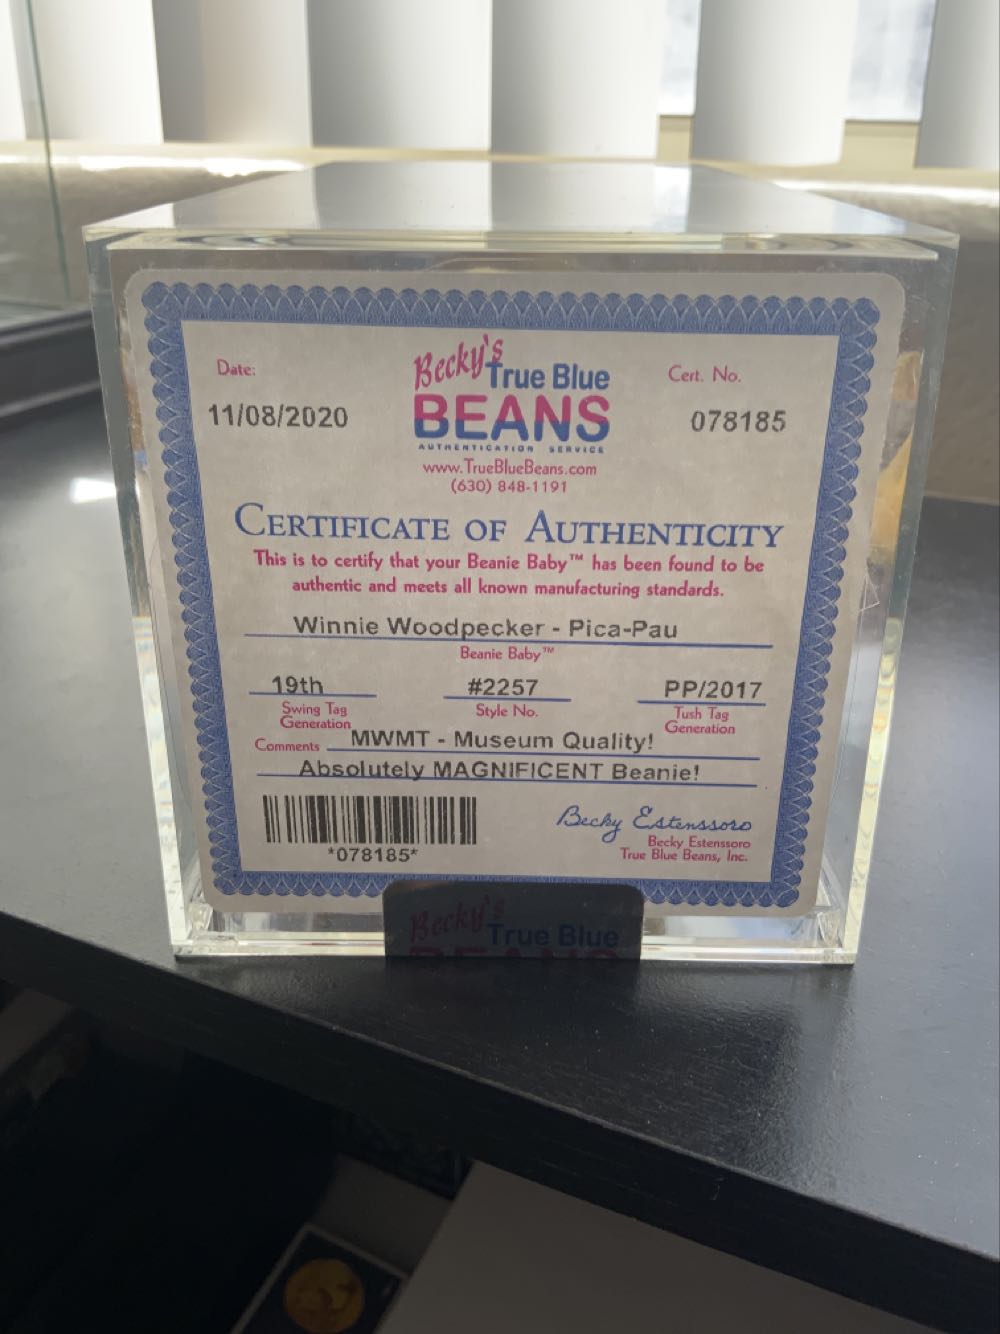 Date:
Becky's
True Blue
BEANS
AUTHENTICATION SERVICE
Cert. No.
11/08/2020
078185
www.TrueBlueBeans.com
(630) 848-1191
CERTIFICATE OF AUTHENTICITY
This is to certify that your Beanie Baby™ has been found to be
authentic and meets all known manufacturing standards.
Winnie Woodpecker - Pica-Pau
Beanie Baby™
19th #2257 PP/2017
Swing Tag Generation
Style No.
Tush Tag Generation
Comments MWMT - Museum Quality!
Absolutely MAGNIFICENT Beanie!
*078185*
Becky Estenssoro
Becky Estenssoro
True Blue Beans, Inc.
Becky's
True Blue
BEANS